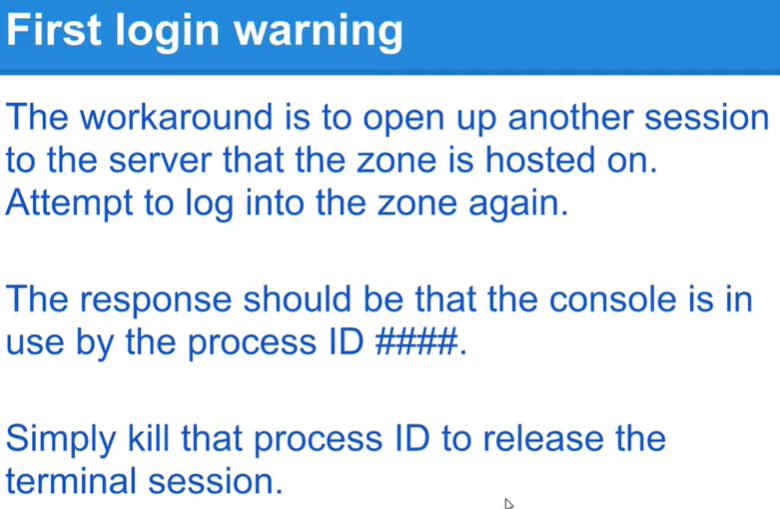 First login warning
The workaround is to open up another session
to the server that the zone is hosted on.
Attempt to log into the zone again.
The response should be that the console is in
use by the process ID ####.
Simply kill that process ID to release the
terminal session.